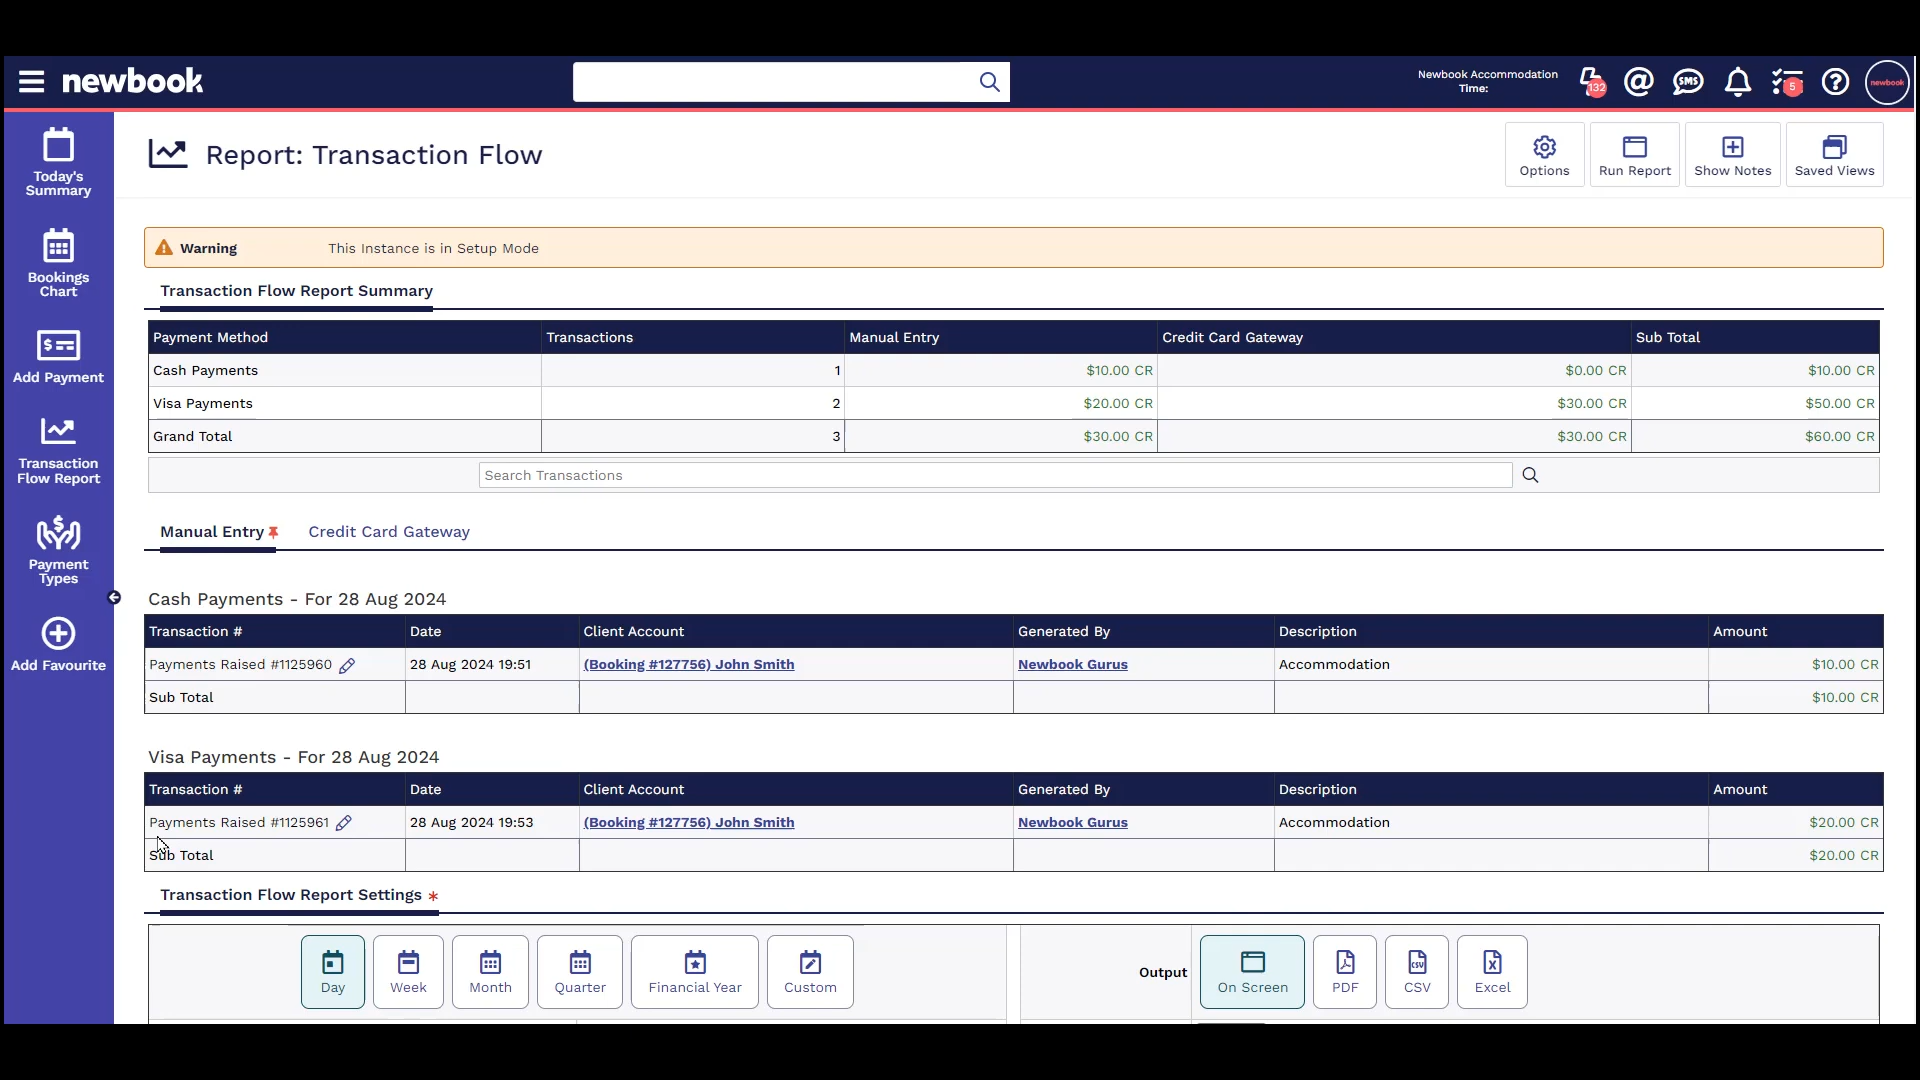 newbook
Newbook Accommodation
Time:
132
SMS
5
newbook
Today's
Summary
Bookings
Chart
Add Payment
Transaction
Flow Report
Payment
Types
Add Favourite
Report: Transaction Flow
Options
Run Report
Show Notes
Saved Views
Warning This Instance is in Setup Mode
Transaction Flow Report Summary
Payment Method Transactions Manual Entry Credit Card Gateway Sub Total
Cash Payments 1 $10.00 CR $0.00 CR $10.00 CR
Visa Payments 2 $20.00 CR $30.00 CR $50.00 CR
Grand Total 3 $30.00 CR $30.00 CR $60.00 CR
Search Transactions
Manual Entry Credit Card Gateway
Cash Payments - For 28 Aug 2024
Transaction # Date Client Account Generated By Description Amount
Payments Raised #1125960 28 Aug 2024 19:51 (Booking #127756) John Smith Newbook Gurus Accommodation $10.00 CR
Sub Total $10.00 CR
Visa Payments - For 28 Aug 2024
Transaction # Date Client Account Generated By Description Amount
Payments Raised #1125961 28 Aug 2024 19:53 (Booking #127756) John Smith Newbook Gurus Accommodation $20.00 CR
Sub Total $20.00 CR
Transaction Flow Report Settings *
Day Week Month Quarter Financial Year Custom
Output
On Screen PDF CSV Excel